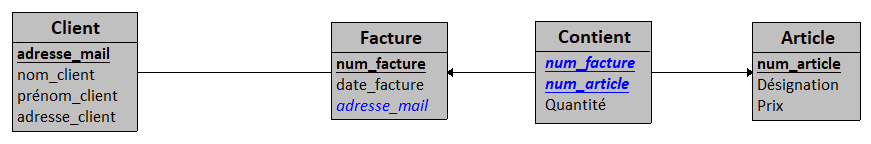 Client
adresse_mail
nom_client
prénom_client
adresse_client
Facture
num_facture
date_facture
adresse_mail
Contient
num_facture
num_article
Quantité
Article
num_article
Désignation
Prix